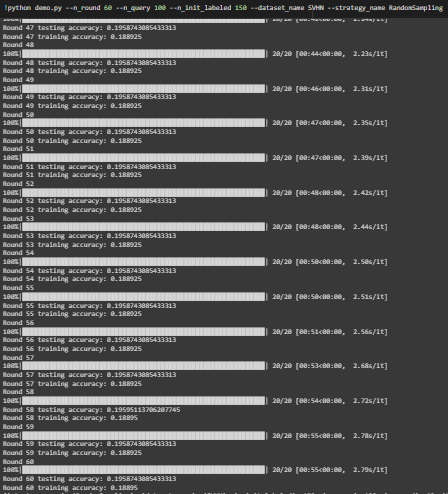 !python demo.py --n_round 60 --n_query 100 --n_init_labeled 150 --dataset_name SVHN --strategy_name RandomSampling
Round 47 testing accuracy: 0.1958743085433313
Round 47 training accuracy: 0.188925
Round 48
100%| 20/20 [00:44<00:00, 2.23s/it]
Round 48 testing accuracy: 0.1958743085433313
Round 48 training accuracy: 0.188925
Round 49
100%| 20/20 [00:46<00:00, 2.31s/it]
Round 49 testing accuracy: 0.1958743085433313
Round 49 training accuracy: 0.188925
Round 50
100%| 20/20 [00:47<00:00, 2.35s/it]
Round 50 testing accuracy: 0.1958743085433313
Round 50 training accuracy: 0.188925
Round 51
100%| 20/20 [00:47<00:00, 2.39s/it]
Round 51 testing accuracy: 0.1958743085433313
Round 51 training accuracy: 0.188925
Round 52
100%| 20/20 [00:48<00:00, 2.42s/it]
Round 52 testing accuracy: 0.1958743085433313
Round 52 training accuracy: 0.188925
Round 53
100%| 20/20 [00:48<00:00, 2.44s/it]
Round 53 testing accuracy: 0.1958743085433313
Round 53 training accuracy: 0.188925
Round 54
100%| 20/20 [00:50<00:00, 2.50s/it]
Round 54 testing accuracy: 0.1958743085433313
Round 54 training accuracy: 0.188925
Round 55
100%| 20/20 [00:50<00:00, 2.51s/it]
Round 55 testing accuracy: 0.1958743085433313
Round 55 training accuracy: 0.188925
Round 56
100%| 20/20 [00:51<00:00, 2.56s/it]
Round 56 testing accuracy: 0.1958743085433313
Round 56 training accuracy: 0.188925
Round 57
100%| 20/20 [00:53<00:00, 2.68s/it]
Round 57 testing accuracy: 0.1958743085433313
Round 57 training accuracy: 0.188925
Round 58
100%| 20/20 [00:54<00:00, 2.72s/it]
Round 58 testing accuracy: 0.19595113706207745
Round 58 training accuracy: 0.18895
Round 59
100%| 20/20 [00:55<00:00, 2.78s/it]
Round 59 testing accuracy: 0.1958743085433313
Round 59 training accuracy: 0.188925
Round 60
100%| 20/20 [00:55<00:00, 2.79s/it]
Round 60 testing accuracy: 0.1958743085433313
Round 60 training accuracy: 0.18895